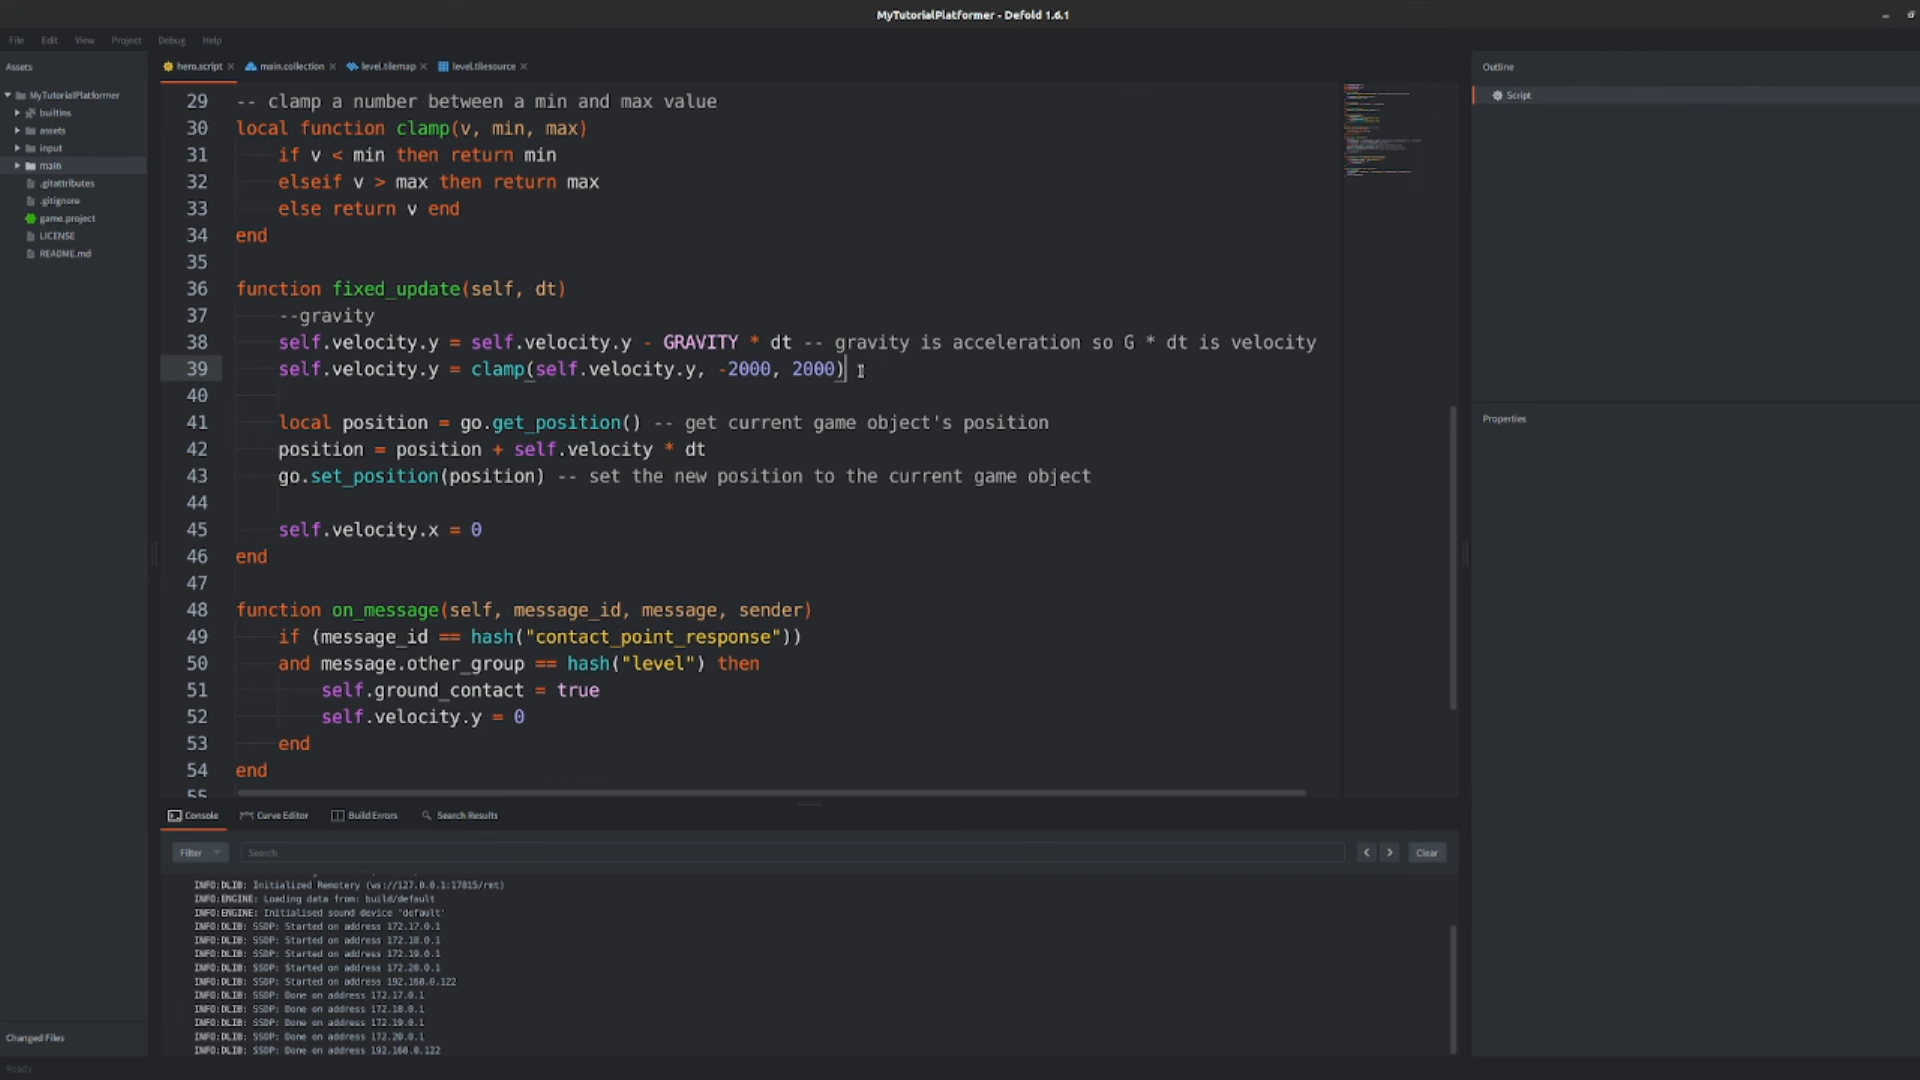 MyTutorialPlatformer - Defold 1.6.1
File Edit View Project Debug Help
Assets
MyTutorialPlatformer
builtins
assets
input
main
.gitattributes
.gitignore
game.project
LICENSE
README.md
Changed Files
Ready
hero.script main.collection level.tilemap level.tilesource
29 -- clamp a number between a min and max value
30 local function clamp(v, min, max)
31 if v < min then return min
32 elseif v > max then return max
33 else return v end
34 end
35
36 function fixed_update(self, dt)
37 --gravity
38 self.velocity.y = self.velocity.y - GRAVITY * dt -- gravity is acceleration so G * dt is velocity
39 self.velocity.y = clamp(self.velocity.y, -2000, 2000)
40
41 local position = go.get_position() -- get current game object's position
42 position = position + self.velocity * dt
43 go.set_position(position) -- set the new position to the current game object
44
45 self.velocity.x = 0
46 end
47
48 function on_message(self, message_id, message, sender)
49 if (message_id == hash("contact_point_response"))
50 and message.other_group == hash("level") then
51 self.ground_contact = true
52 self.velocity.y = 0
53 end
54 end
55
Console Curve Editor Build Errors Search Results
Filter Search < > Clear
INFO:DLIB: Initialized Remotery (ws://127.0.0.1:17815/rmt)
INFO:ENGINE: Loading data from: build/default
INFO:ENGINE: Initialised sound device 'default'
INFO:DLIB: SSDP: Started on address 172.17.0.1
INFO:DLIB: SSDP: Started on address 172.18.0.1
INFO:DLIB: SSDP: Started on address 172.19.0.1
INFO:DLIB: SSDP: Started on address 172.20.0.1
INFO:DLIB: SSDP: Started on address 192.168.0.122
INFO:DLIB: SSDP: Done on address 172.17.0.1
INFO:DLIB: SSDP: Done on address 172.18.0.1
INFO:DLIB: SSDP: Done on address 172.19.0.1
INFO:DLIB: SSDP: Done on address 172.20.0.1
INFO:DLIB: SSDP: Done on address 192.168.0.122
Outline
Script
Properties